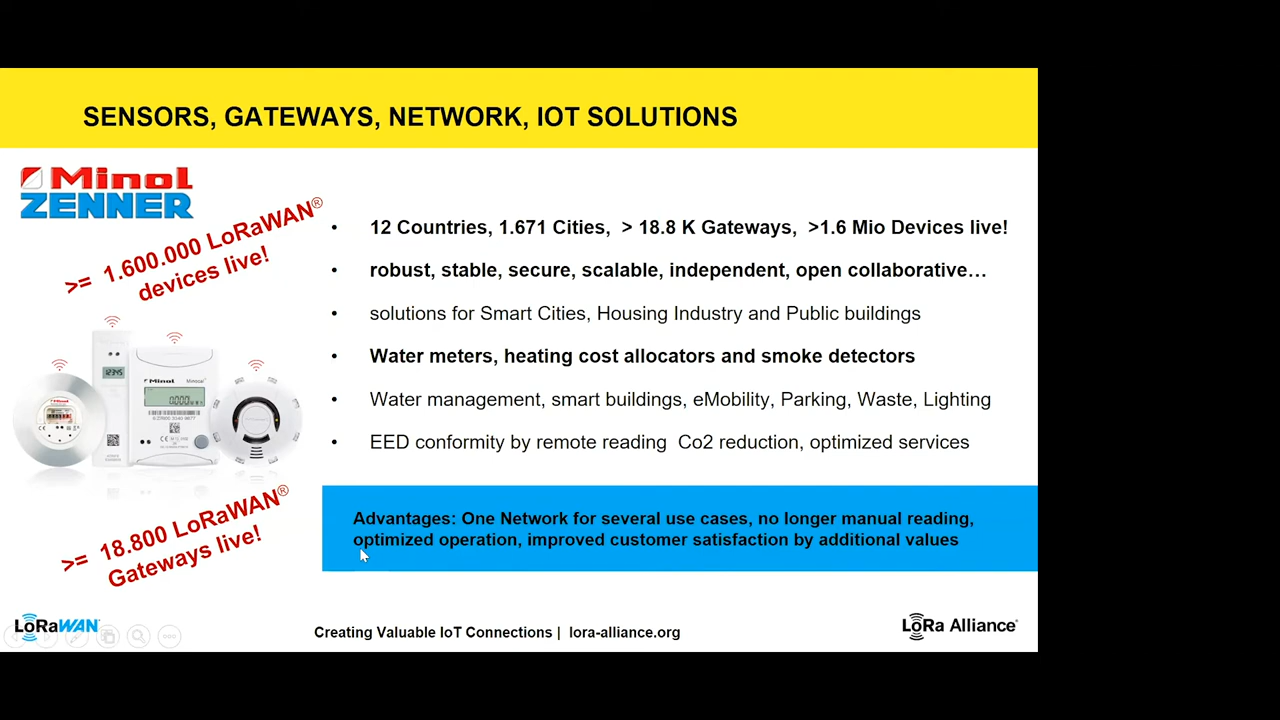 SENSORS, GATEWAYS, NETWORK, IOT SOLUTIONS
Minol
ZENNER
>= 1.600.000 LoRaWAN®
devices live!
• 12 Countries, 1.671 Cities, > 18.8 K Gateways, >1.6 Mio Devices live!
• robust, stable, secure, scalable, independent, open collaborative…
• solutions for Smart Cities, Housing Industry and Public buildings
• Water meters, heating cost allocators and smoke detectors
• Water management, smart buildings, eMobility, Parking, Waste, Lighting
• EED conformity by remote reading Co2 reduction, optimized services
12345
Minol
0.000
>= 18.800 LoRaWAN®
Gateways live!
Advantages: One Network for several use cases, no longer manual reading,
optimized operation, improved customer satisfaction by additional values
LoRaWAN
Creating Valuable IoT Connections | lora-alliance.org
LoRa Alliance®